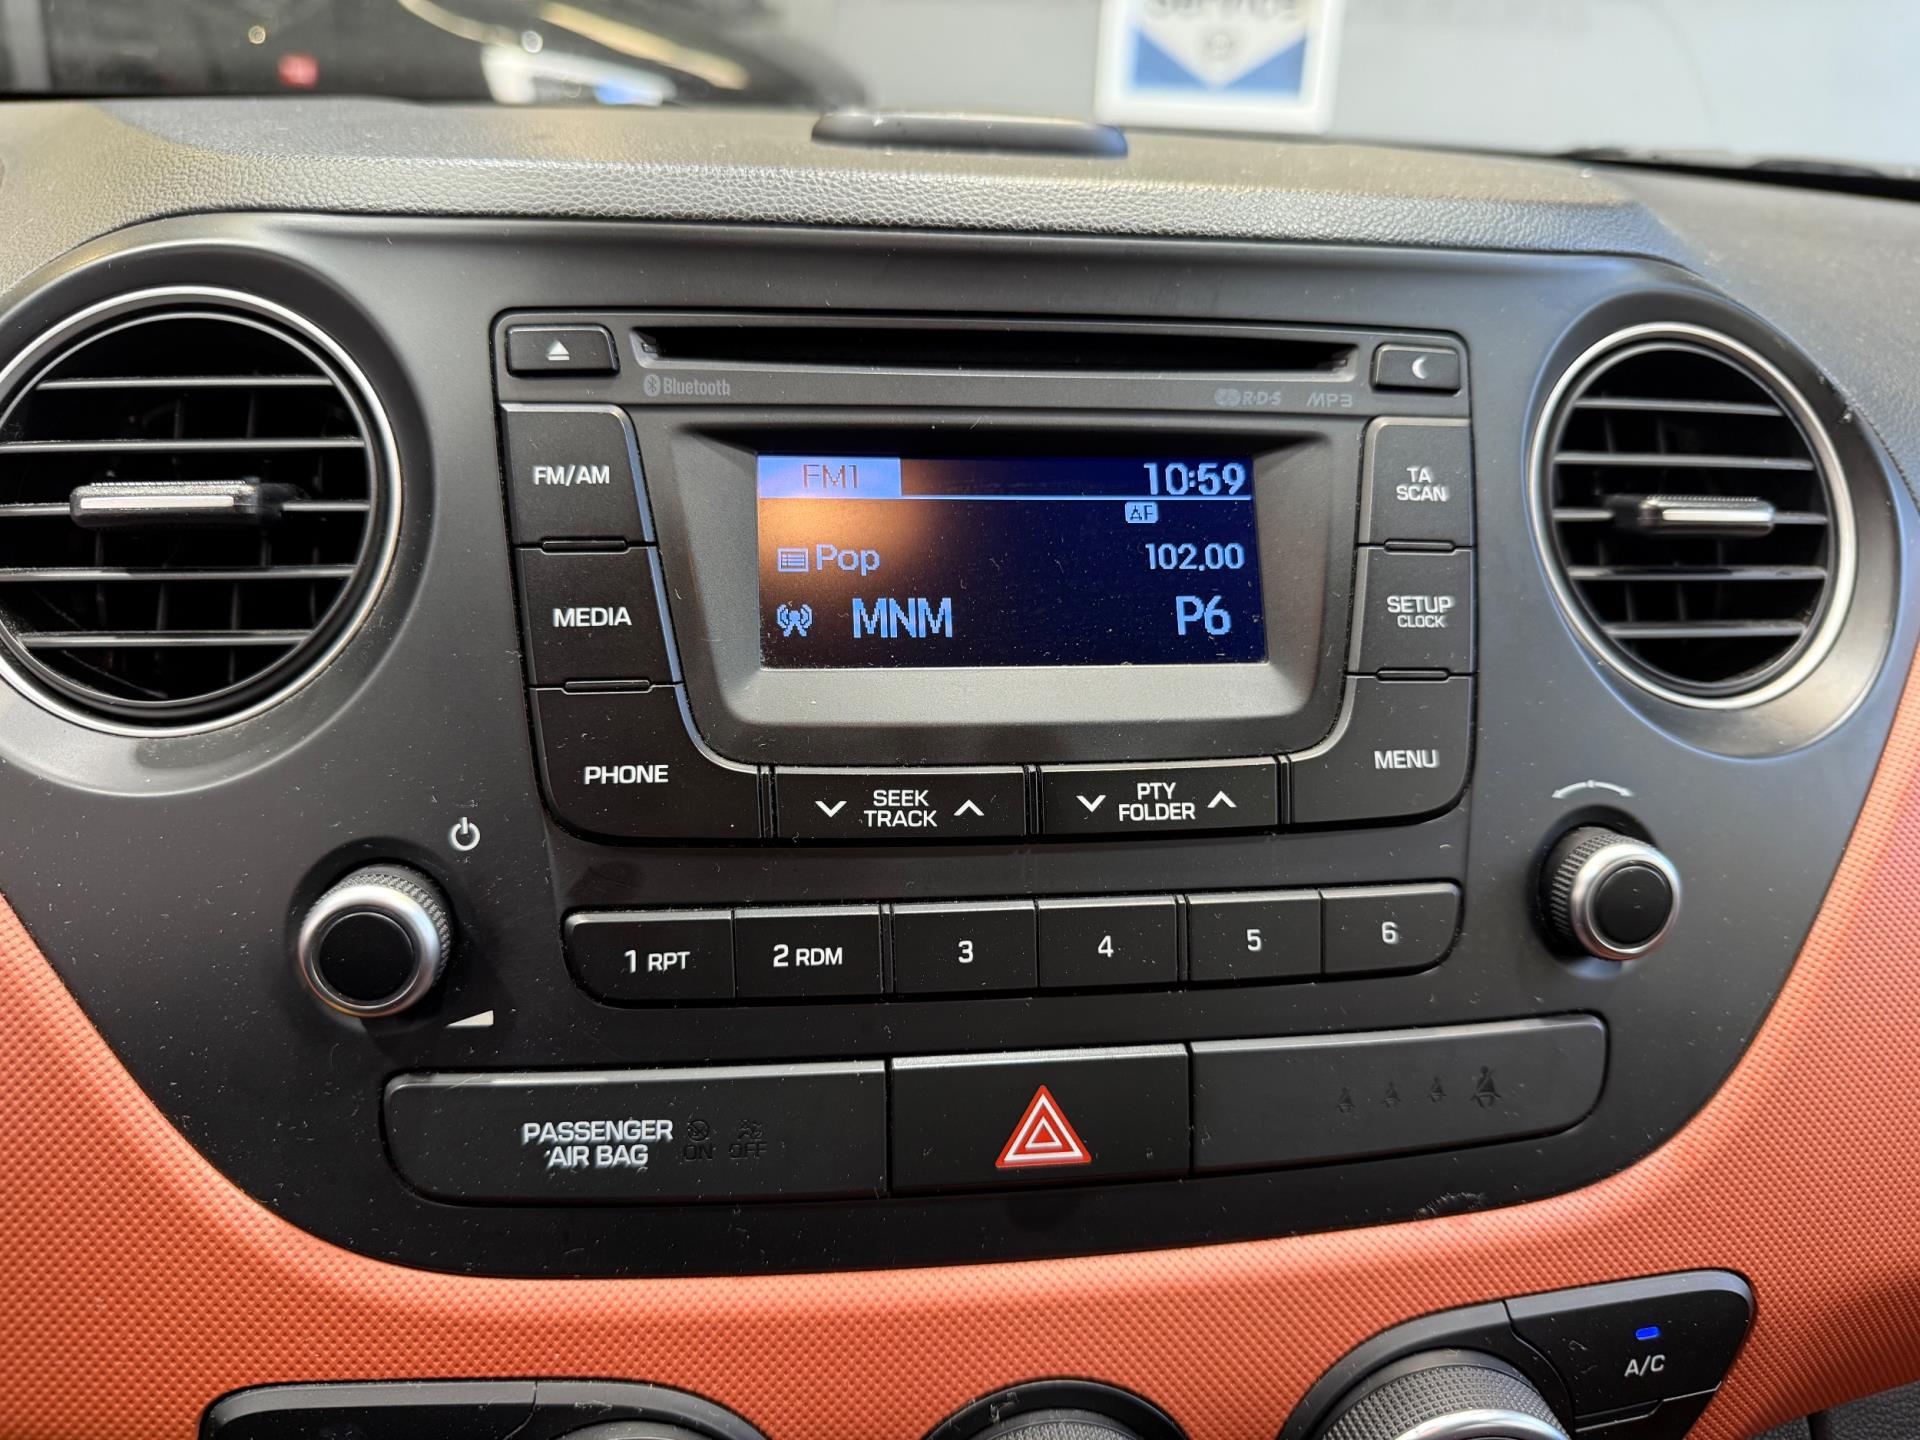 Bluetooth
R·D·S MP3
FM/AM
FM1 10:59
TA
SCAN
AF
Pop 102.00
MEDIA
MNM P6
SETUP
CLOCK
PHONE
SEEK
TRACK
PTY
FOLDER
MENU
1 RPT
2 RDM
3
4
5
6
PASSENGER
AIR BAG
ON OFF
A/C